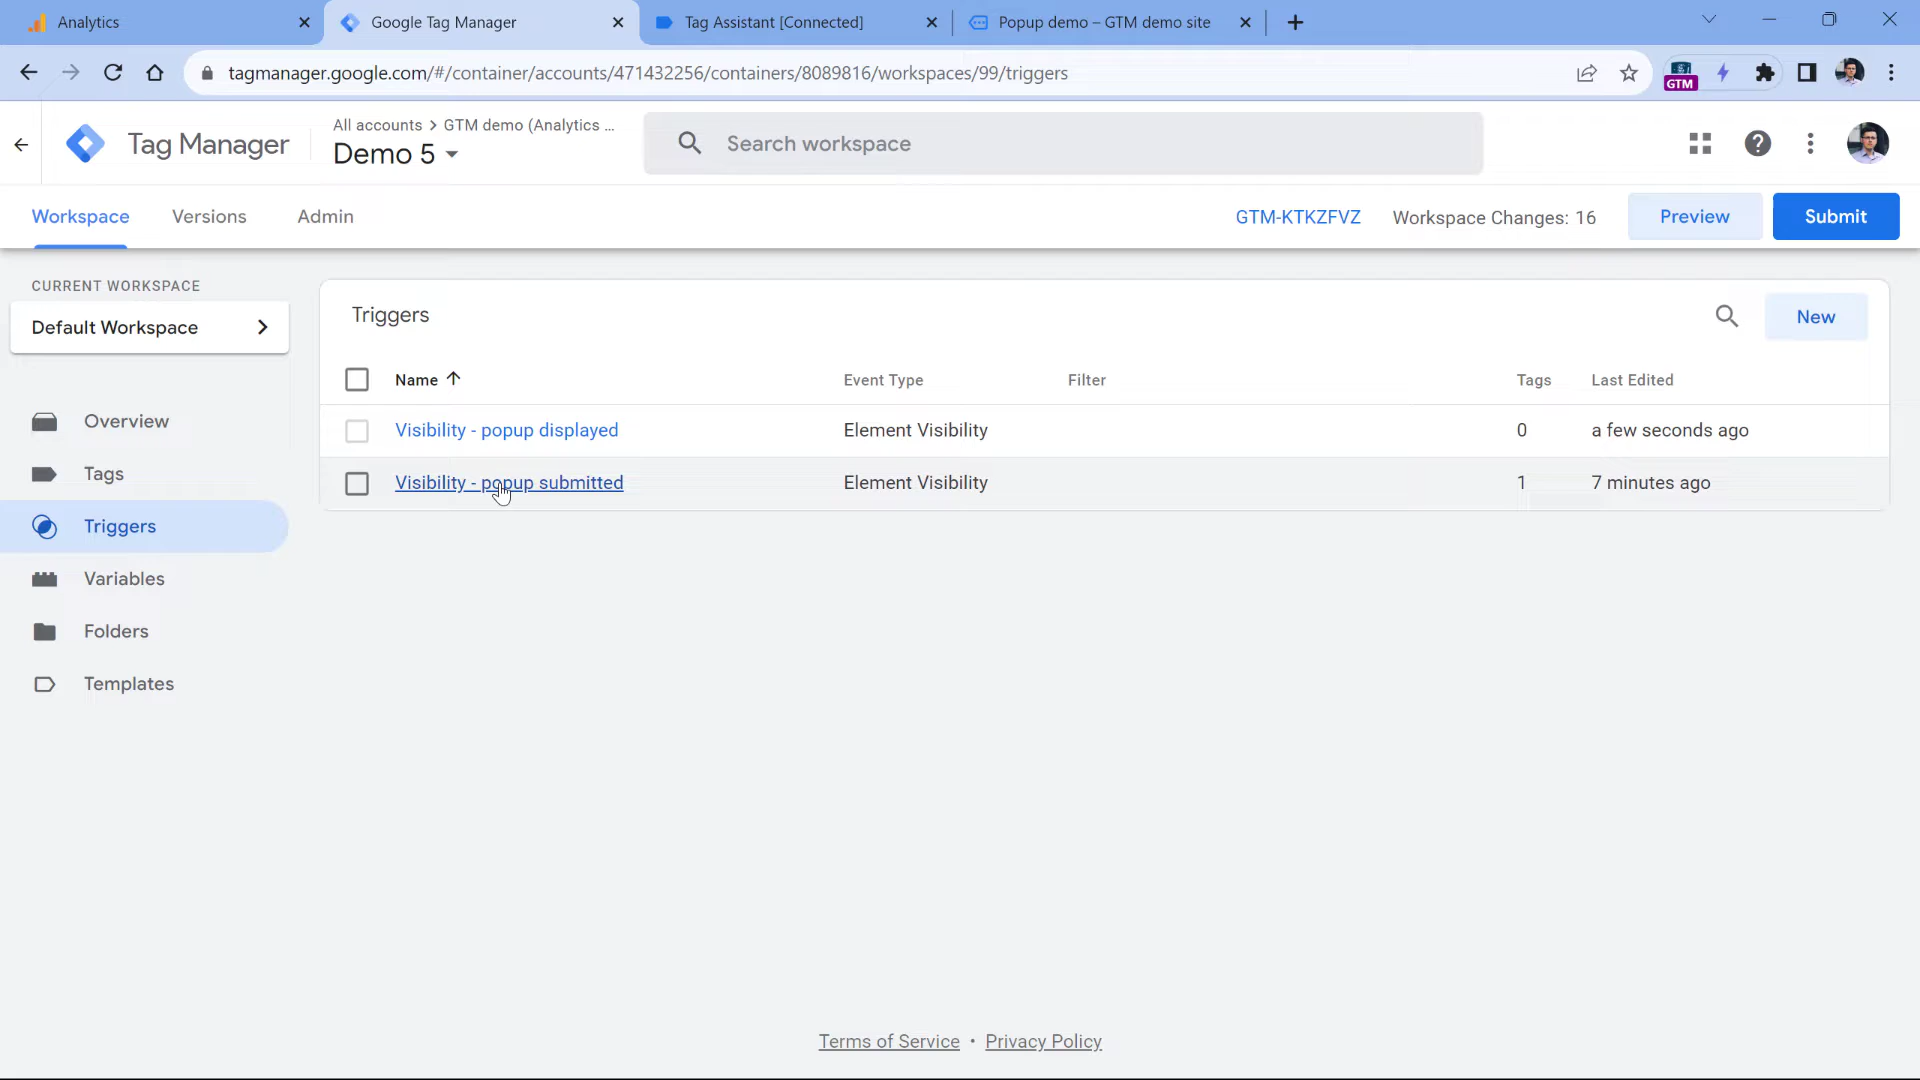 Analytics
Google Tag Manager
Tag Assistant [Connected]
Popup demo – GTM demo site
tagmanager.google.com/#/container/accounts/471432256/containers/8089816/workspaces/99/triggers
GTM
Tag Manager
All accounts > GTM demo (Analytics ...
Demo 5
Search workspace
Workspace
Versions
Admin
GTM-KTKZFVZ
Workspace Changes: 16
Preview
Submit
CURRENT WORKSPACE
Default Workspace
Overview
Tags
Triggers
Variables
Folders
Templates
Triggers
New
Name
Event Type
Filter
Tags
Last Edited
Visibility - popup displayed
Element Visibility
0
a few seconds ago
Visibility - popup submitted
Element Visibility
1
7 minutes ago
Terms of Service • Privacy Policy